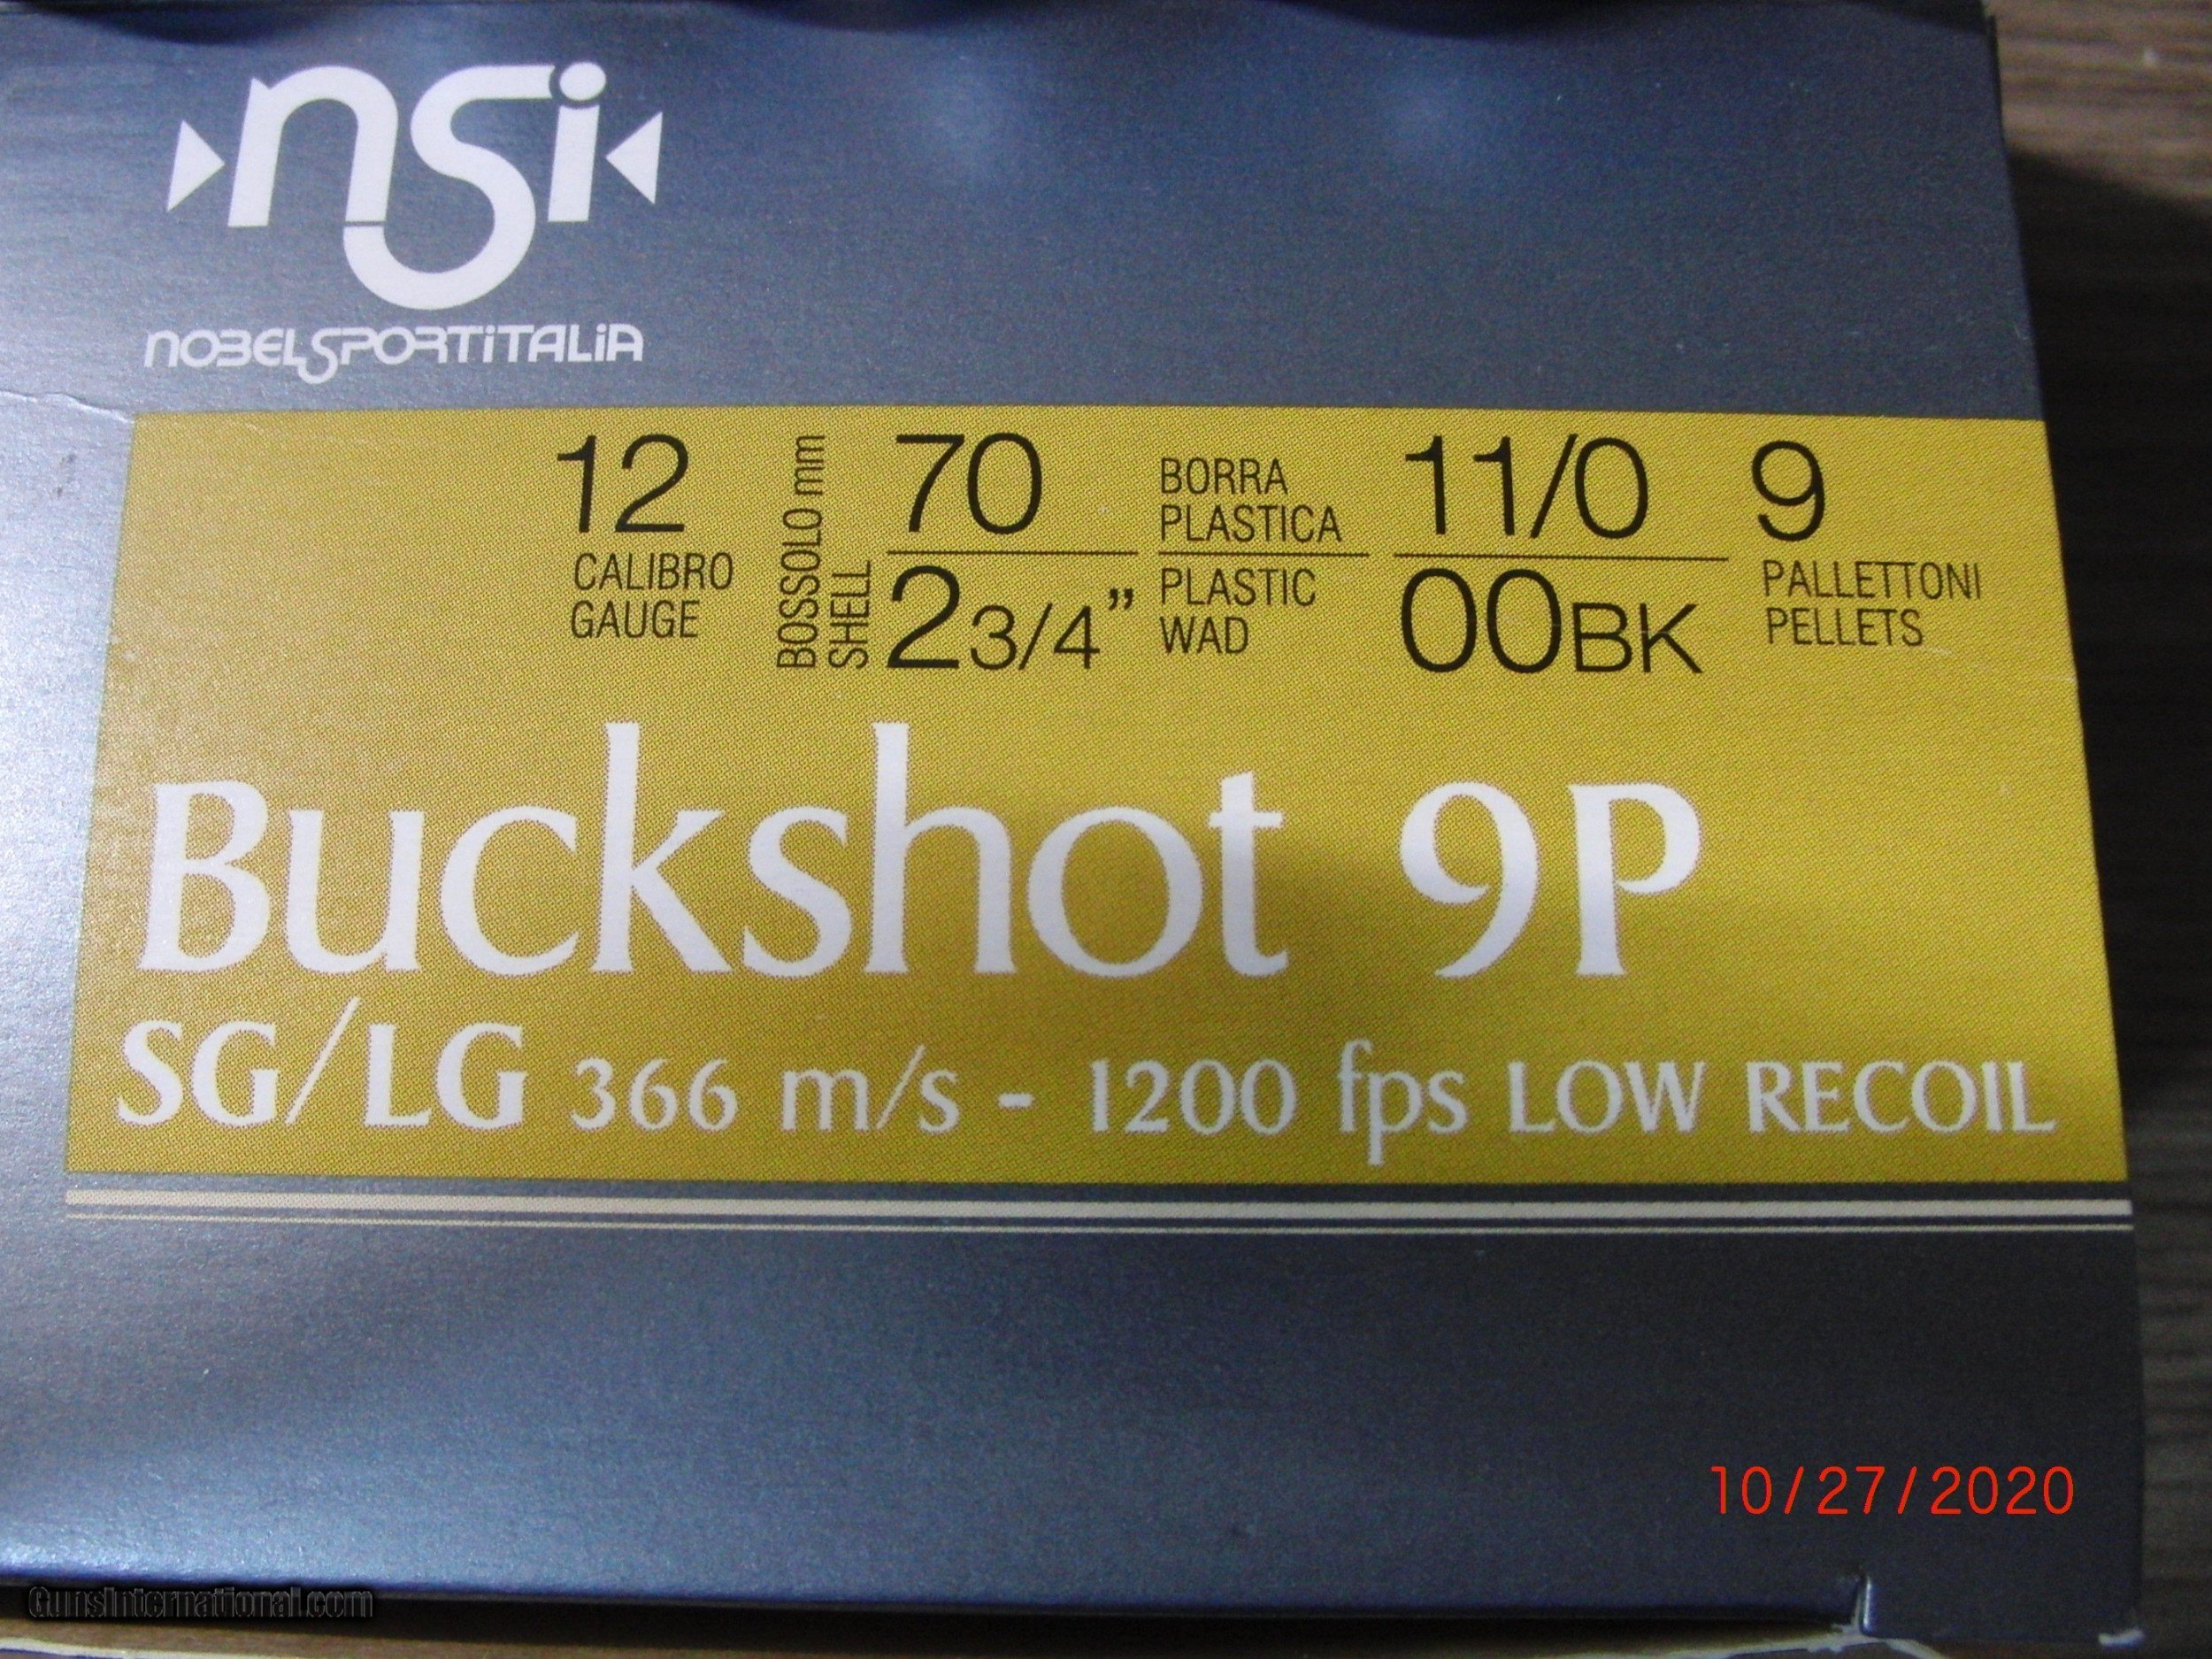 nsi
NOBELSPORTITALIA
12
CALIBRO
GAUGE
BOSSOLO mm
SHELL
70
2 3/4”
BORRA
PLASTICA
PLASTIC
WAD
11/0
00BK
9
PALLETTONI
PELLETS
Buckshot 9P
SG/LG 366 m/s - 1200 fps LOW RECOIL
10/27/2020
GunsInternational.com